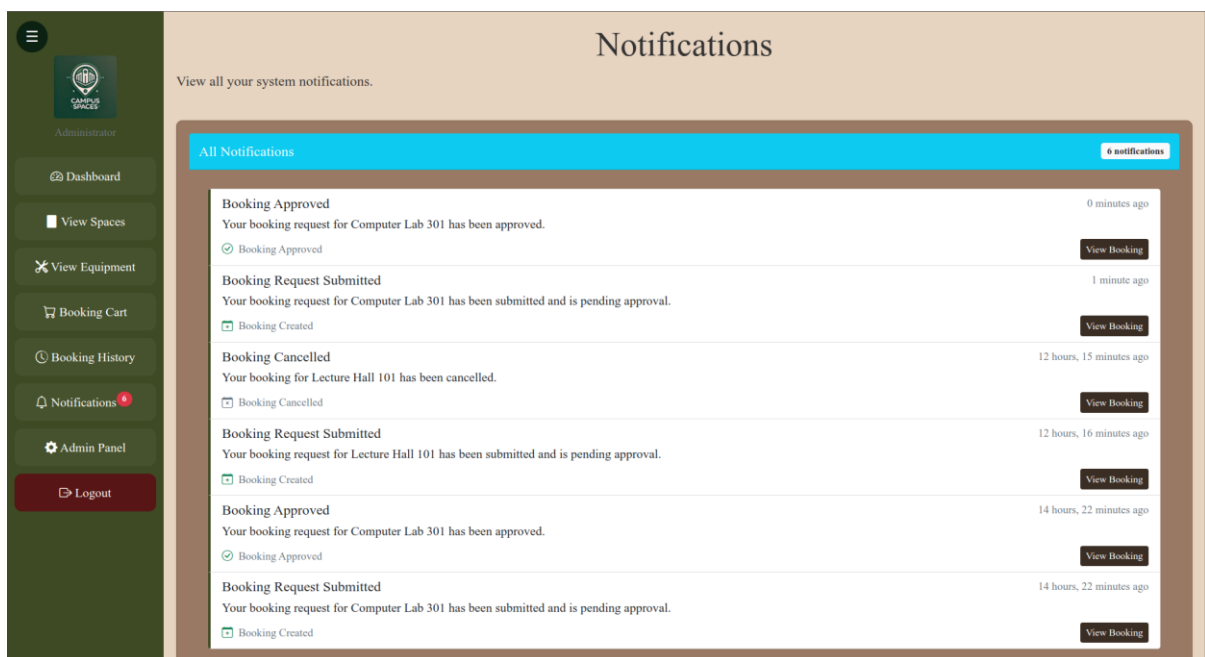 ☰
CAMPUS
SPACES
Administrator
Dashboard
View Spaces
View Equipment
Booking Cart
Booking History
Notifications 6
Admin Panel
Logout
Notifications
View all your system notifications.
All Notifications 6 notifications
Booking Approved 0 minutes ago
Your booking request for Computer Lab 301 has been approved.
Booking Approved View Booking
Booking Request Submitted 1 minute ago
Your booking request for Computer Lab 301 has been submitted and is pending approval.
Booking Created View Booking
Booking Cancelled 12 hours, 15 minutes ago
Your booking for Lecture Hall 101 has been cancelled.
Booking Cancelled View Booking
Booking Request Submitted 12 hours, 16 minutes ago
Your booking request for Lecture Hall 101 has been submitted and is pending approval.
Booking Created View Booking
Booking Approved 14 hours, 22 minutes ago
Your booking request for Computer Lab 301 has been approved.
Booking Approved View Booking
Booking Request Submitted 14 hours, 22 minutes ago
Your booking request for Computer Lab 301 has been submitted and is pending approval.
Booking Created View Booking